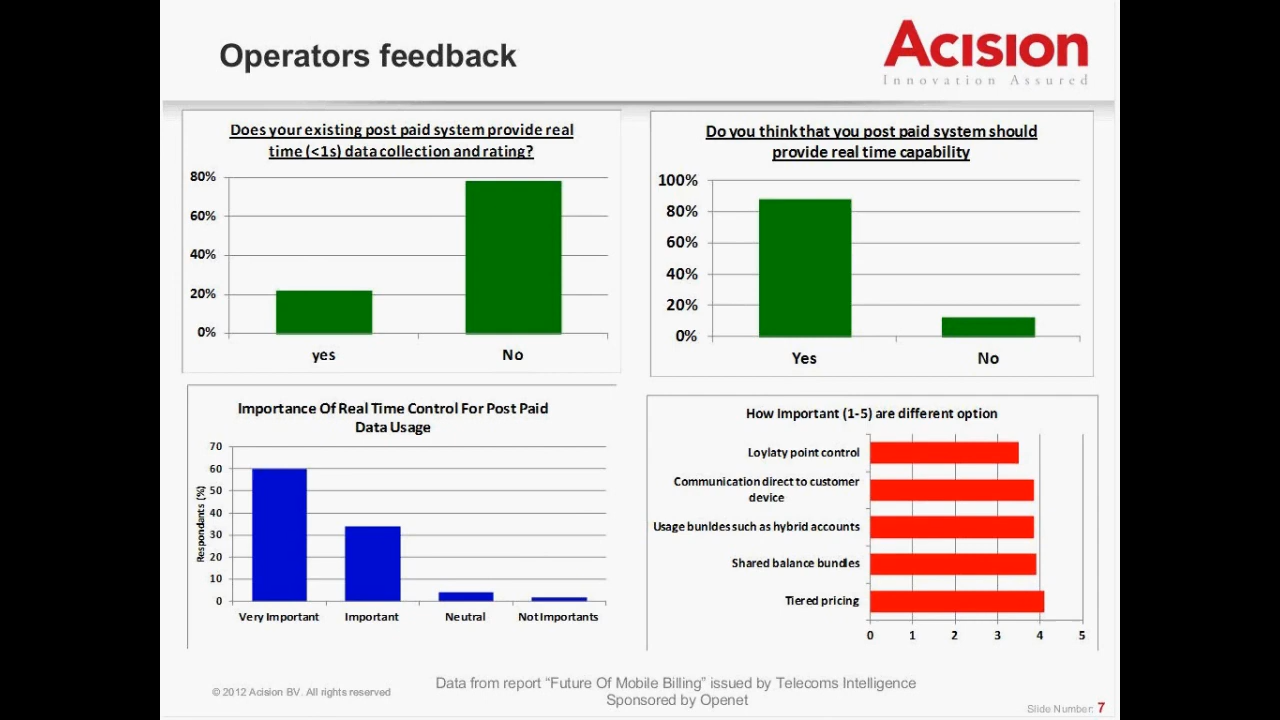 Operators feedback
Acision
Innovation Assured
Does your existing post paid system provide real
time (<1s) data collection and rating?
80%
60%
40%
20%
0%
yes
No
Do you think that you post paid system should
provide real time capability
100%
80%
60%
40%
20%
0%
Yes
No
Importance Of Real Time Control For Post Paid
Data Usage
Respondants (%)
70
60
50
40
30
20
10
0
Very Important
Important
Neutral
Not Importants
How Important (1-5) are different option
Loylaty point control
Communication direct to customer
device
Usage bunldes such as hybrid accounts
Shared balance bundles
Tiered pricing
0
1
2
3
4
5
© 2012 Acision BV. All rights reserved
Data from report “Future Of Mobile Billing” issued by Telecoms Intelligence
Sponsored by Openet
Slide Number: 7